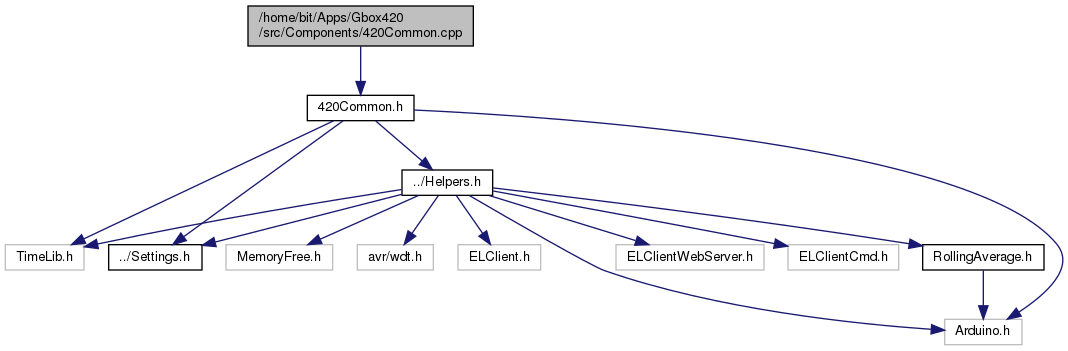 /home/bit/Apps/Gbox420
/src/Components/420Common.cpp
420Common.h
../Helpers.h
TimeLib.h
../Settings.h
MemoryFree.h
avr/wdt.h
ELClient.h
ELClientWebServer.h
ELClientCmd.h
RollingAverage.h
Arduino.h